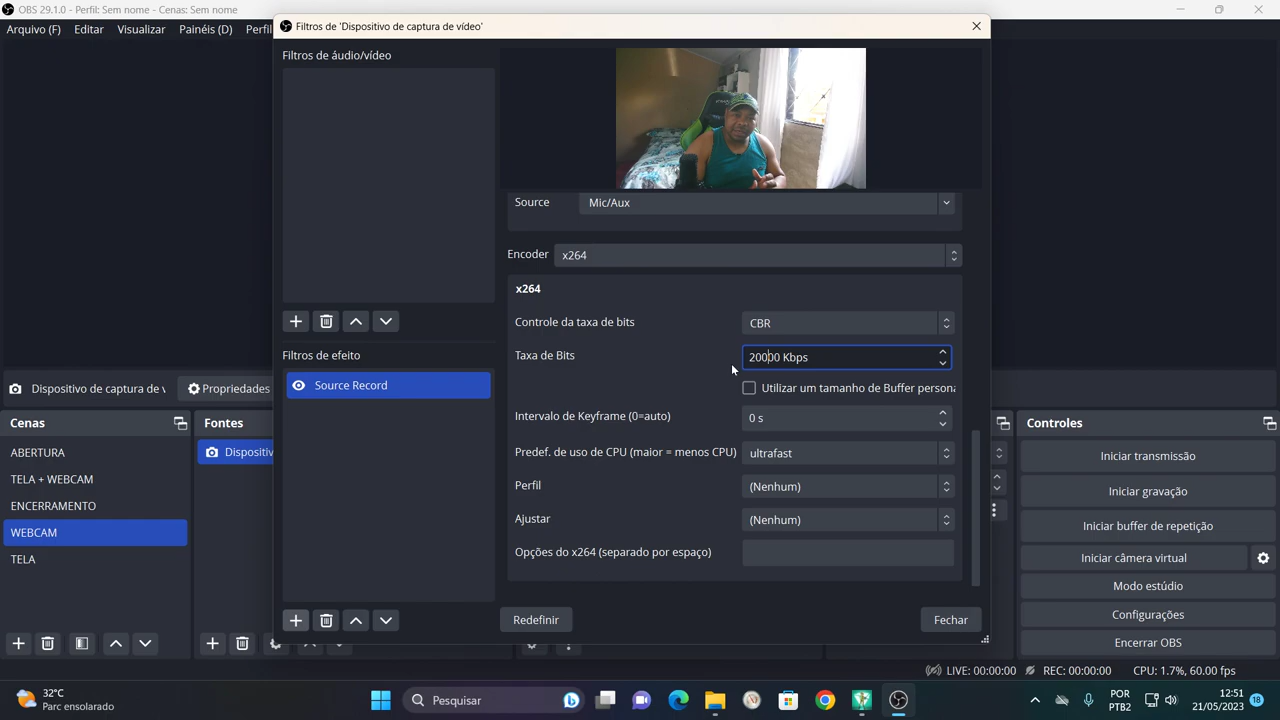 OBS 29.1.0 - Perfil: Sem nome - Cenas: Sem nome
Arquivo (F) Editar Visualizar Painéis (D) Perfil
Filtros de 'Dispositivo de captura de vídeo'
Filtros de áudio/vídeo
Source Mic/Aux
Encoder x264
x264
Controle da taxa de bits CBR
Taxa de Bits 20000 Kbps
Utilizar um tamanho de Buffer persona
Intervalo de Keyframe (0=auto) 0 s
Predef. de uso de CPU (maior = menos CPU) ultrafast
Perfil (Nenhum)
Ajustar (Nenhum)
Opções do x264 (separado por espaço)
Filtros de efeito
Source Record
Redefinir
Fechar
Dispositivo de captura de v
Propriedades
Cenas
ABERTURA
TELA + WEBCAM
ENCERRAMENTO
WEBCAM
TELA
Fontes
Dispositiv
Controles
Iniciar transmissão
Iniciar gravação
Iniciar buffer de repetição
Iniciar câmera virtual
Modo estúdio
Configurações
Encerrar OBS
LIVE: 00:00:00 REC: 00:00:00 CPU: 1.7%, 60.00 fps
32°C
Parc ensolarado
Pesquisar
POR
PTB2
12:51
21/05/2023
18